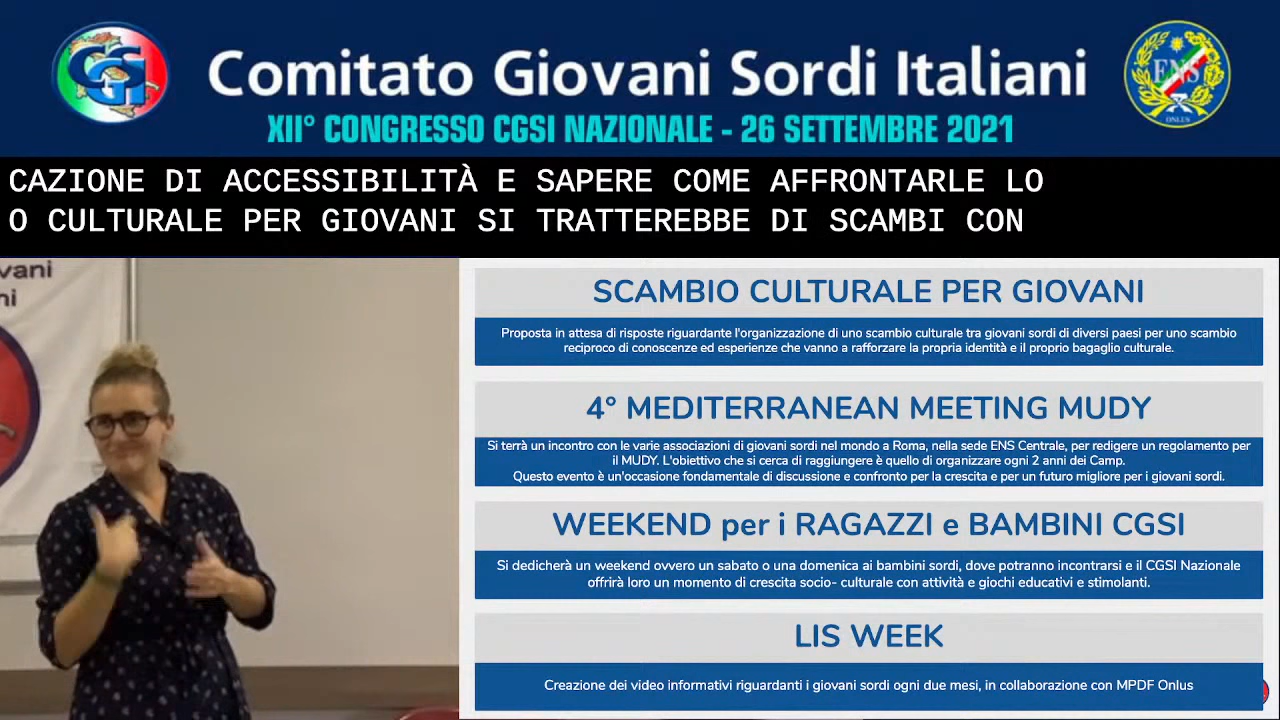 CGSI
Comitato Giovani Sordi Italiani
ENS
ONLUS
XII° CONGRESSO CGSI NAZIONALE - 26 SETTEMBRE 2021
CAZIONE DI ACCESSIBILITÀ E SAPERE COME AFFRONTARLE LO
O CULTURALE PER GIOVANI SI TRATTEREBBE DI SCAMBI CON
vani
ni
SCAMBIO CULTURALE PER GIOVANI
Proposta in attesa di risposte riguardante l'organizzazione di uno scambio culturale tra giovani sordi di diversi paesi per uno scambio
reciproco di conoscenze ed esperienze che vanno a rafforzare la propria identità e il proprio bagaglio culturale.
4° MEDITERRANEAN MEETING MUDY
Si terrà un incontro con le varie associazioni di giovani sordi nel mondo a Roma, nella sede ENS Centrale, per redigere un regolamento per
il MUDY. L'obiettivo che si cerca di raggiungere è quello di organizzare ogni 2 anni dei Camp.
Questo evento è un'occasione fondamentale di discussione e confronto per la crescita e per un futuro migliore per i giovani sordi.
WEEKEND per i RAGAZZI e BAMBINI CGSI
Si dedicherà un weekend ovvero un sabato o una domenica ai bambini sordi, dove potranno incontrarsi e il CGSI Nazionale
offrirà loro un momento di crescita socio- culturale con attività e giochi educativi e stimolanti.
LIS WEEK
Creazione dei video informativi riguardanti i giovani sordi ogni due mesi, in collaborazione con MPDF Onlus